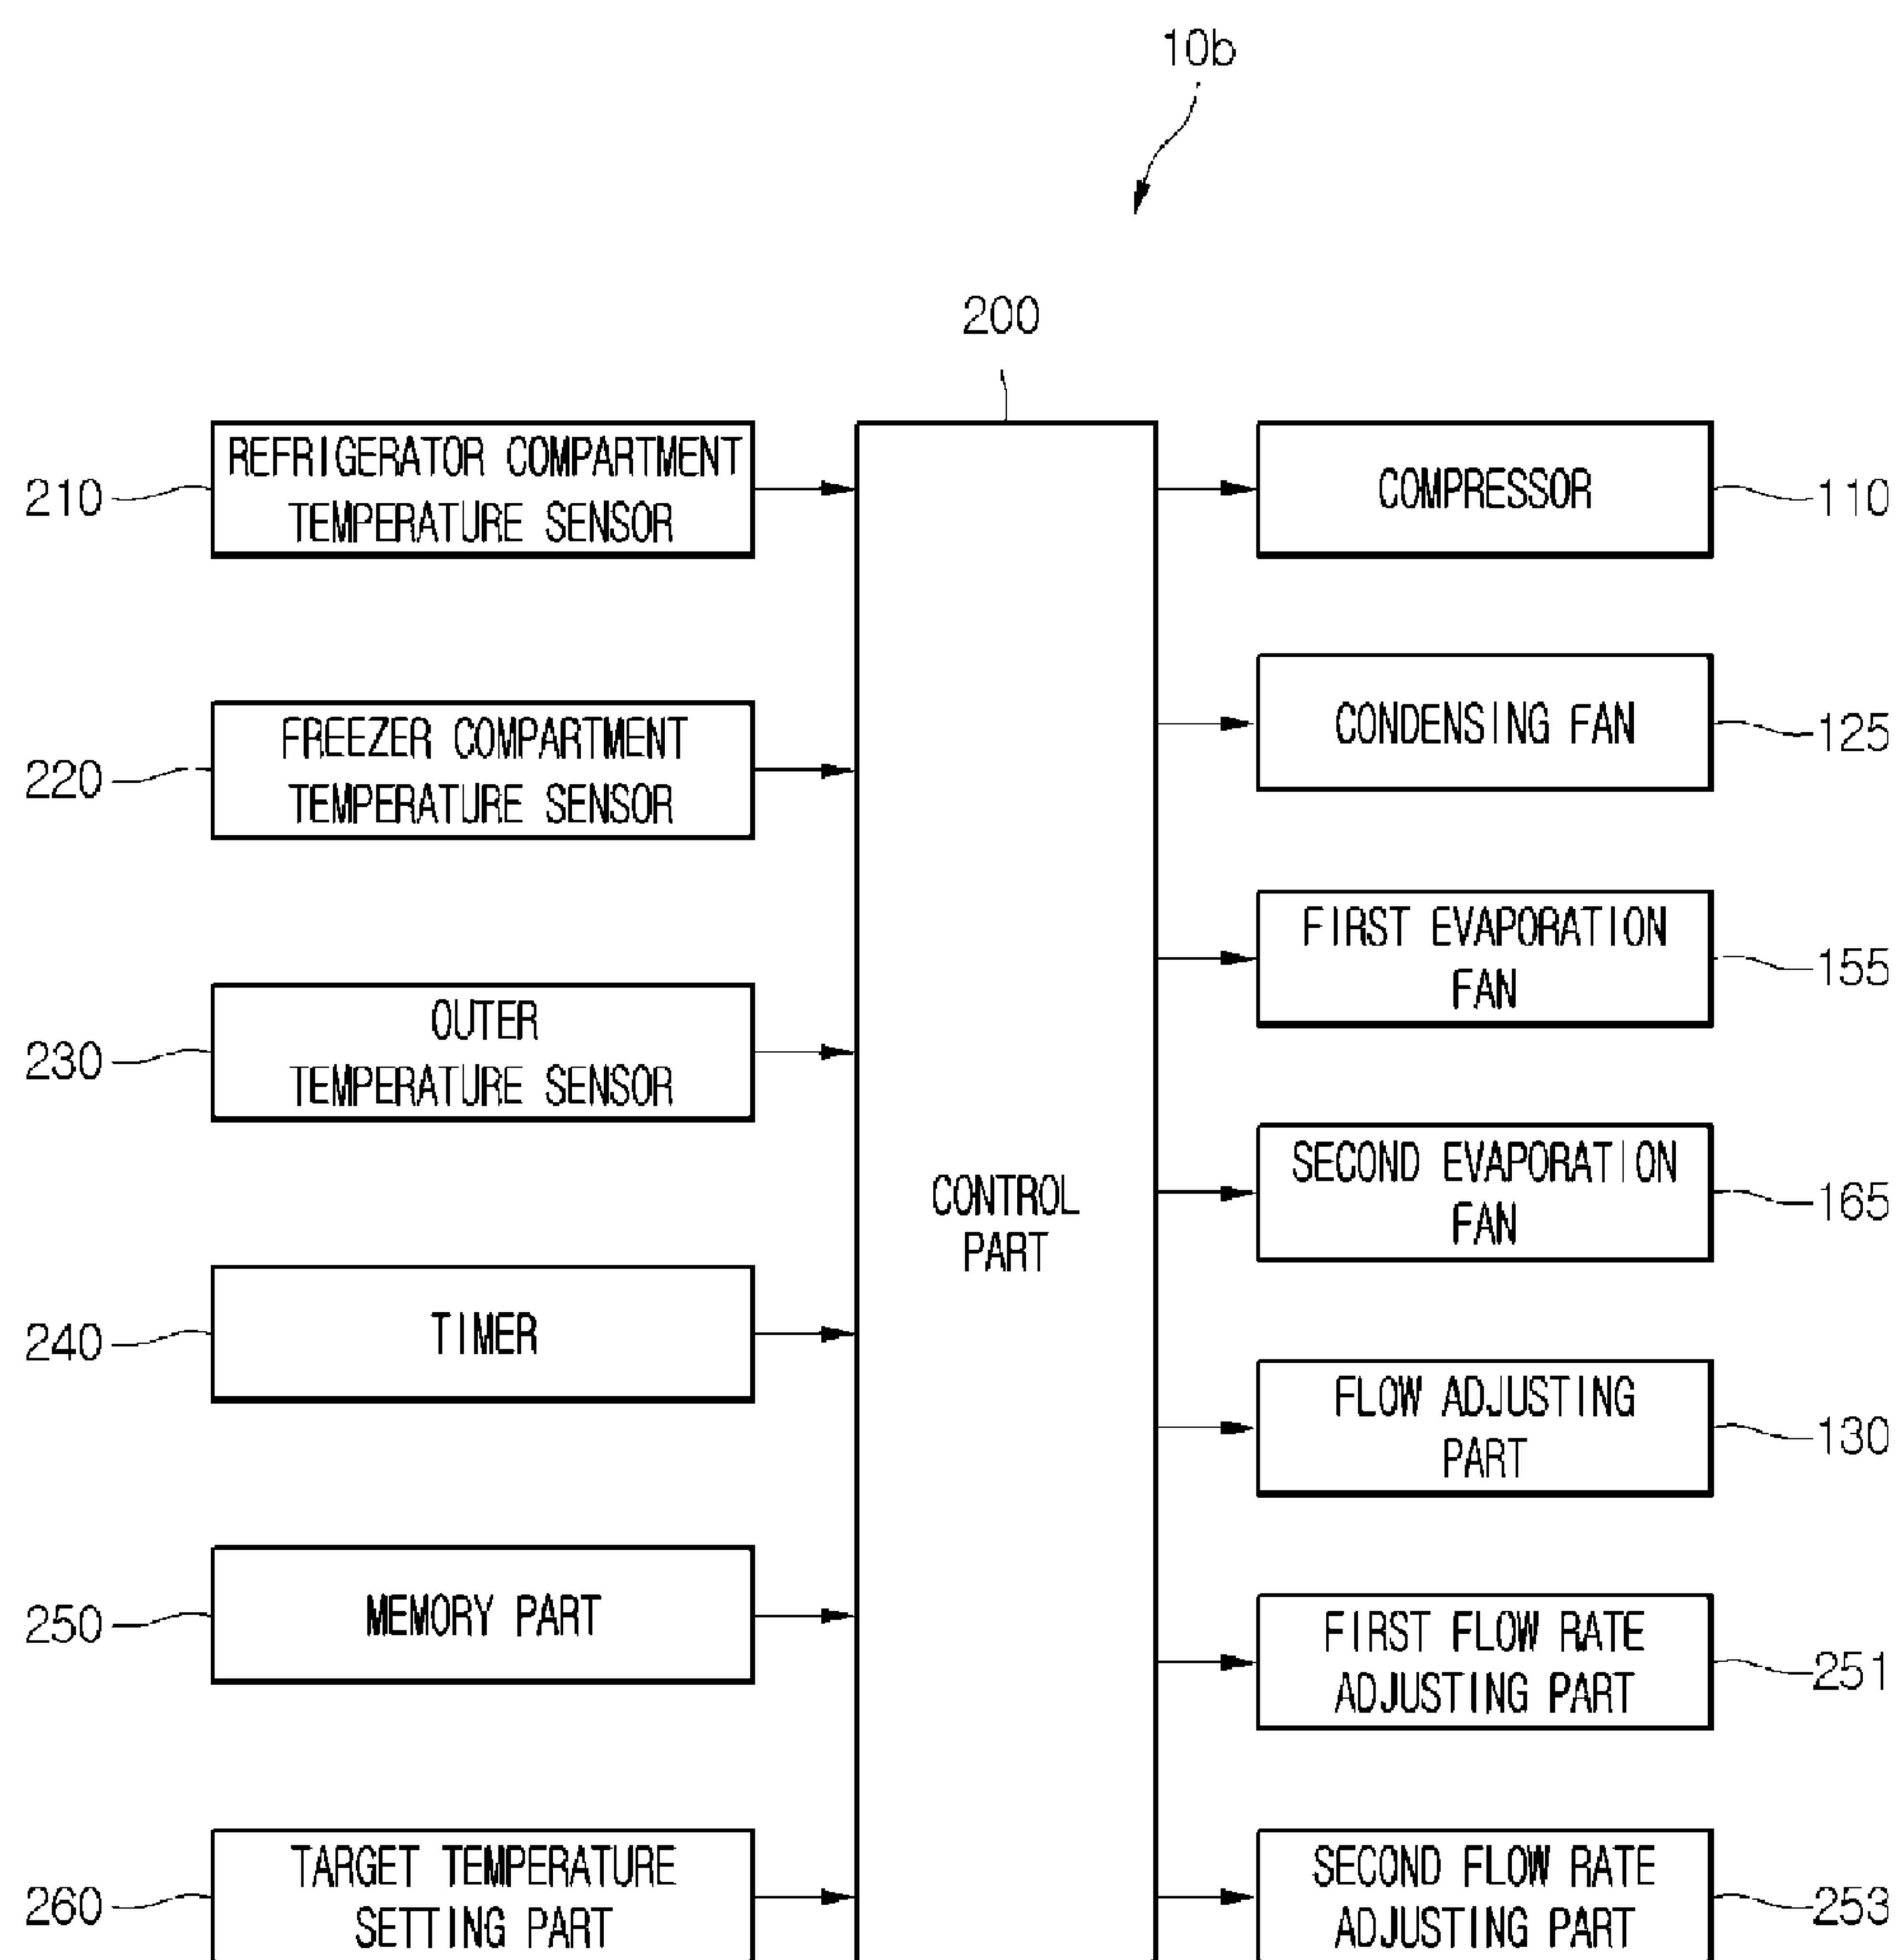 10b
200
210
REFRIGERATOR COMPARTMENT
TEMPERATURE SENSOR
220
FREEZER COMPARTMENT
TEMPERATURE SENSOR
230
OUTER
TEMPERATURE SENSOR
240
TIMER
250
MEMORY PART
260
TARGET TEMPERATURE
SETTING PART
CONTROL
PART
COMPRESSOR
110
CONDENSING FAN
125
FIRST EVAPORATION
FAN
155
SECOND EVAPORATION
FAN
165
FLOW ADJUSTING
PART
130
FIRST FLOW RATE
ADJUSTING PART
251
SECOND FLOW RATE
ADJUSTING PART
253